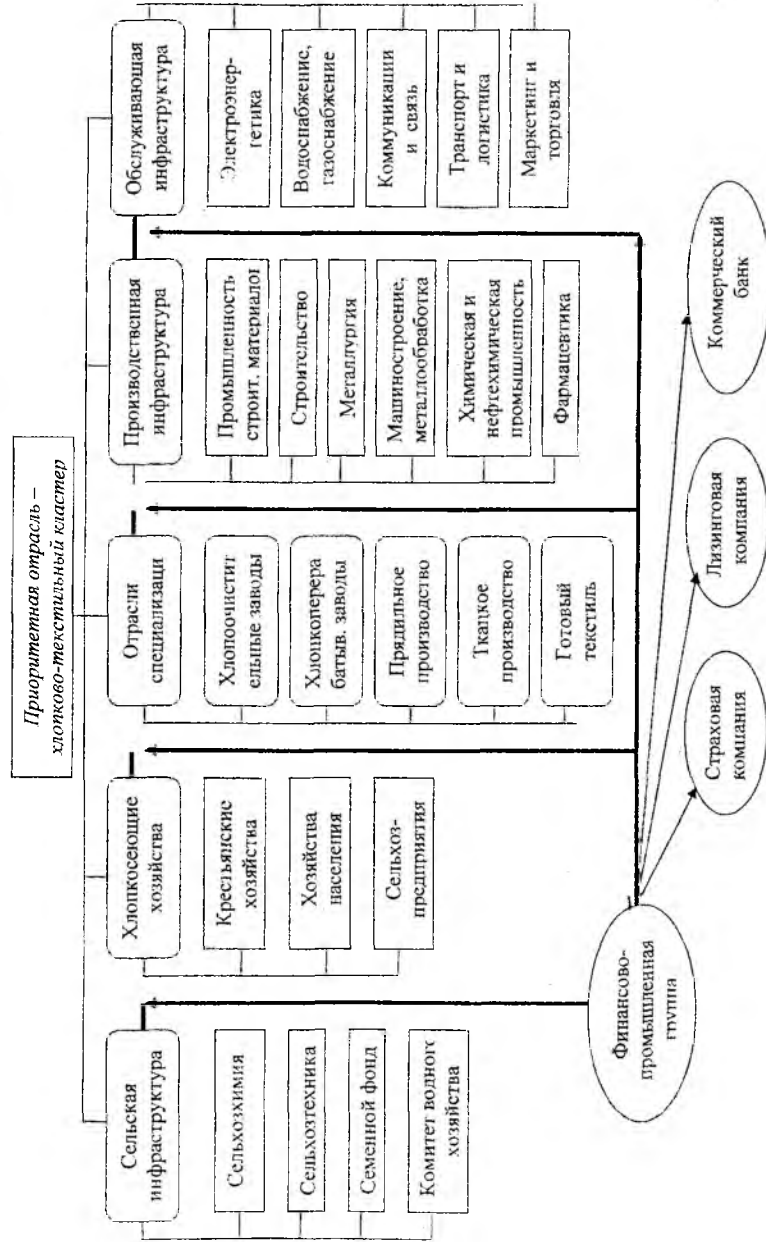 Приоритетная отрасль –
хлопково-текстильный кластер
Сельская
инфраструктура
Сельхозхимия
Сельхозтехника
Семенной фонд
Комитет водного
хозяйства
Хлопкосеющие
хозяйства
Крестьянские
хозяйства
Хозяйства
населения
Сельхоз-
предприятия
Отрасли
специализаци
Хлопоочистит
ельные заводы
Хлопкоперера
батыв. заводы
Прядильное
производство
Ткацкое
производство
Готовый
текстиль
Производственная
инфраструктура
Промышленность
строит. материалов
Строительство
Металлургия
Машиностроение,
металлообработка
Химическая и
нефтехимическая
промышленность
Фармацевтика
Обслуживающая
инфраструктура
Электроэнер-
гетика
Водоснабжение,
газоснабжение
Коммуникации
и связь
Транспорт и
логистика
Маркетинг и
торговля
Финансово-
промышленная
группа
Страховая
компания
Лизинговая
компания
Коммерческий
банк